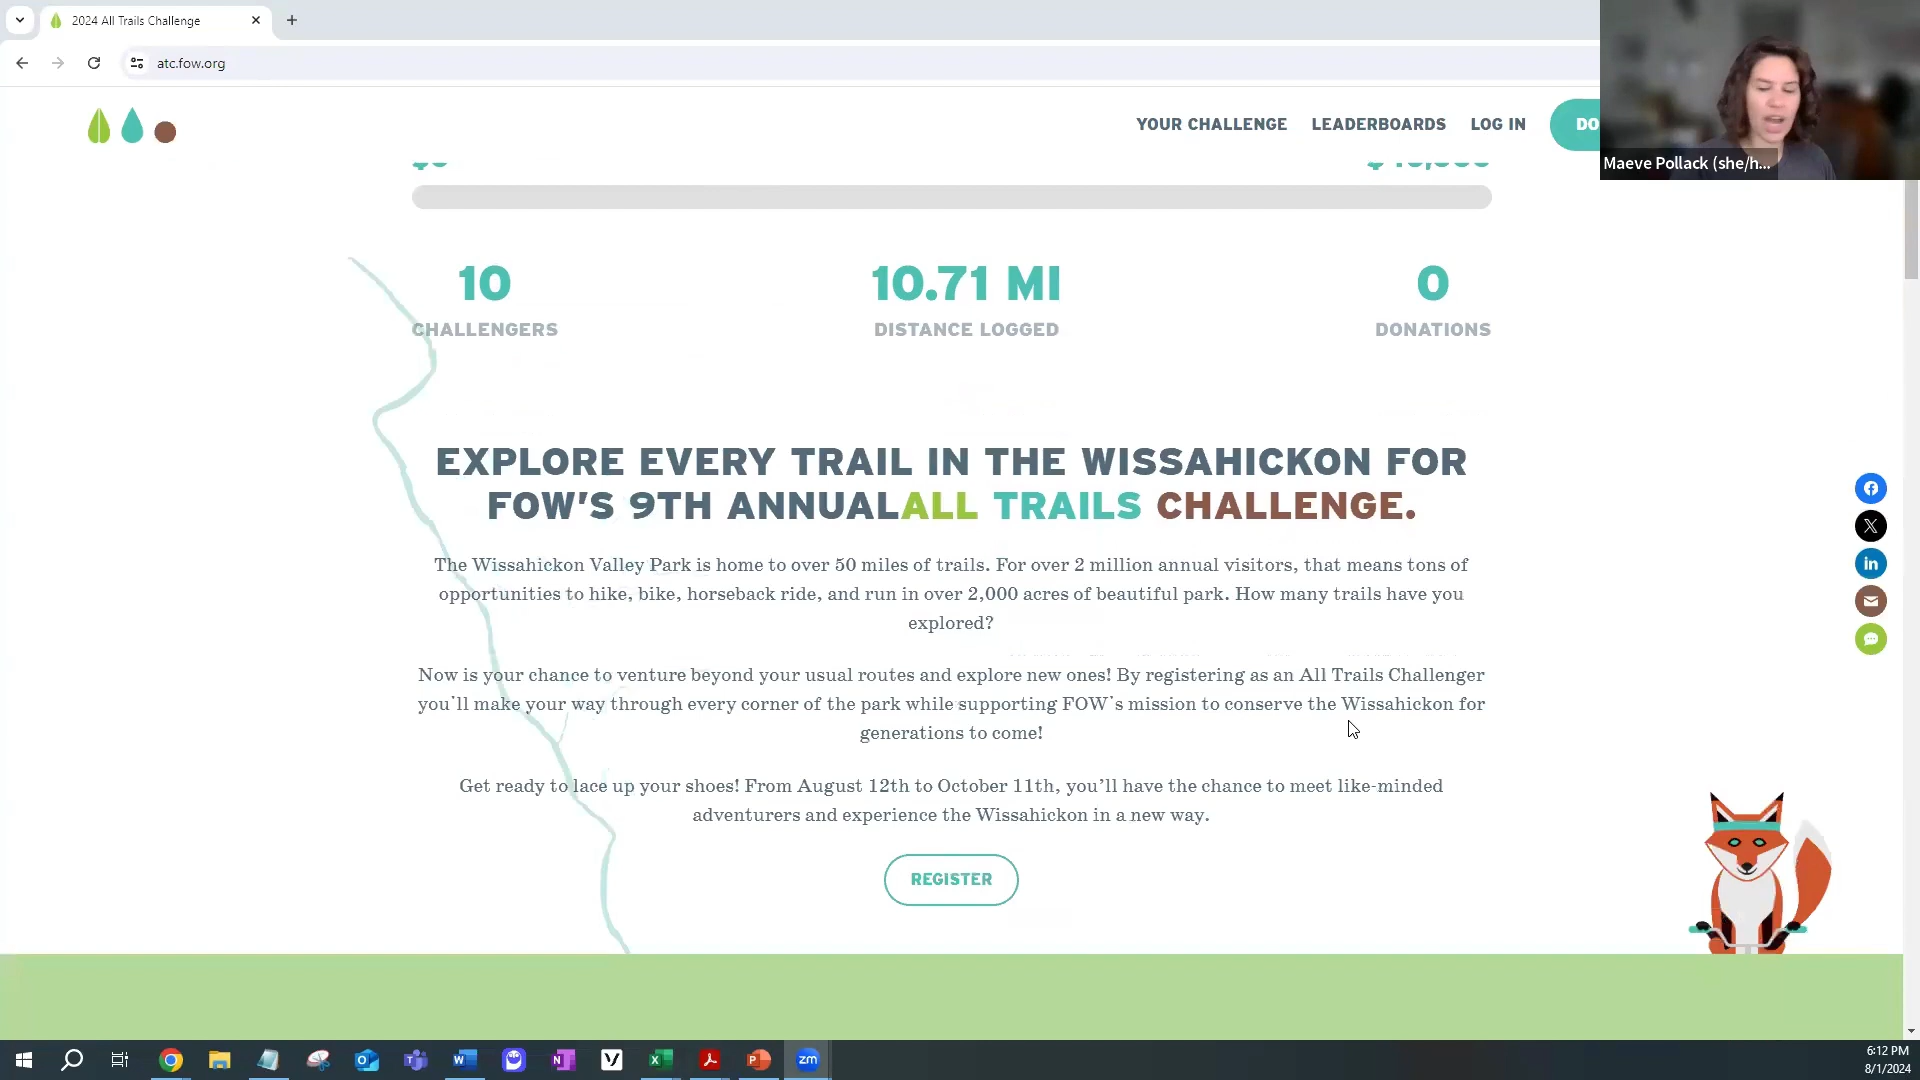 2024 All Trails Challenge
atc.fow.org
YOUR CHALLENGE LEADERBOARDS LOG IN
Maeve Pollack (she/h...
10 10.71 MI 0
CHALLENGERS DISTANCE LOGGED DONATIONS
EXPLORE EVERY TRAIL IN THE WISSAHICKON FOR
FOW'S 9TH ANNUALALL TRAILS CHALLENGE.
The Wissahickon Valley Park is home to over 50 miles of trails. For over 2 million annual visitors, that means tons of
opportunities to hike, bike, horseback ride, and run in over 2,000 acres of beautiful park. How many trails have you
explored?
Now is your chance to venture beyond your usual routes and explore new ones! By registering as an All Trails Challenger
you'll make your way through every corner of the park while supporting FOW's mission to conserve the Wissahickon for
generations to come!
Get ready to lace up your shoes! From August 12th to October 11th, you'll have the chance to meet like-minded
adventurers and experience the Wissahickon in a new way.
REGISTER
zm
6:12 PM
8/1/2024